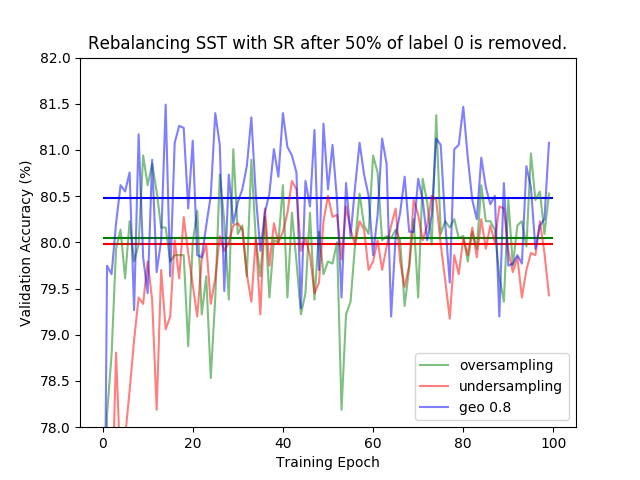 Rebalancing SST with SR after 50% of label 0 is removed.
82.0
81.5
81.0
80.5
80.0
79.5
79.0
78.5
78.0
Validation Accuracy (%)
oversampling
undersampling
geo 0.8
0 20 40 60 80 100
Training Epoch